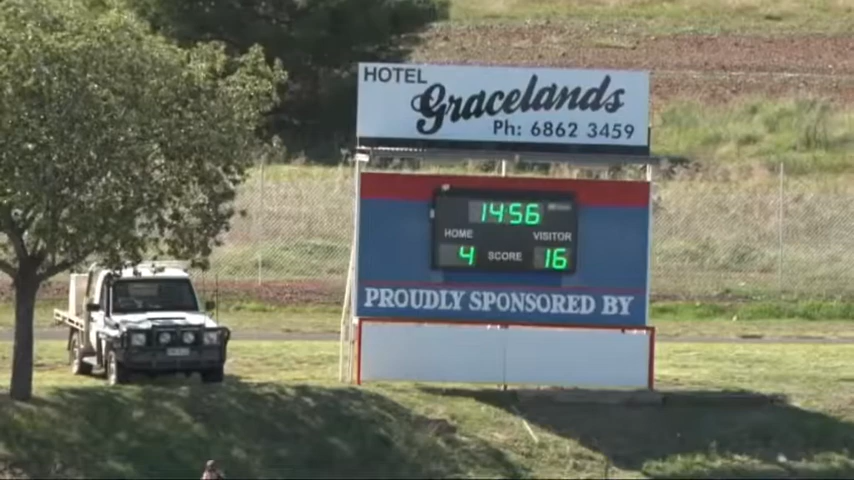 HOTEL
Gracelands
Ph: 6862 3459
14:56
HOME VISITOR
4 SCORE 16
PROUDLY SPONSORED BY